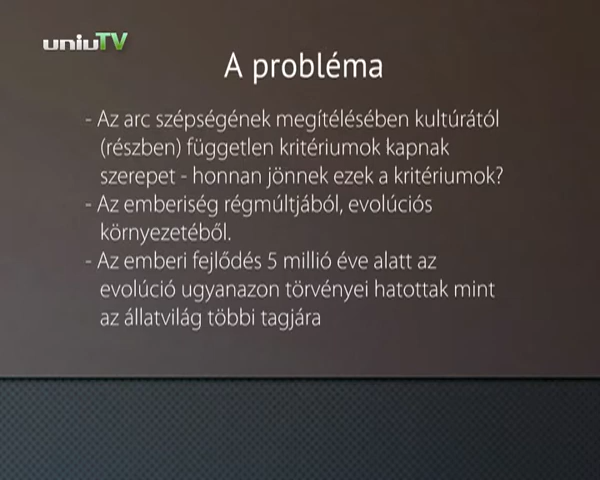 uniuTV
A probléma
- Az arc szépségének megítélésében kultúrától
(részben) független kritériumok kapnak
szerepet - honnan jönnek ezek a kritériumok?
- Az emberiség régmúltjából, evolúciós
környezetéből.
- Az emberi fejlődés 5 millió éve alatt az
evolúció ugyanazon törvényei hatottak mint
az állatvilág többi tagjára